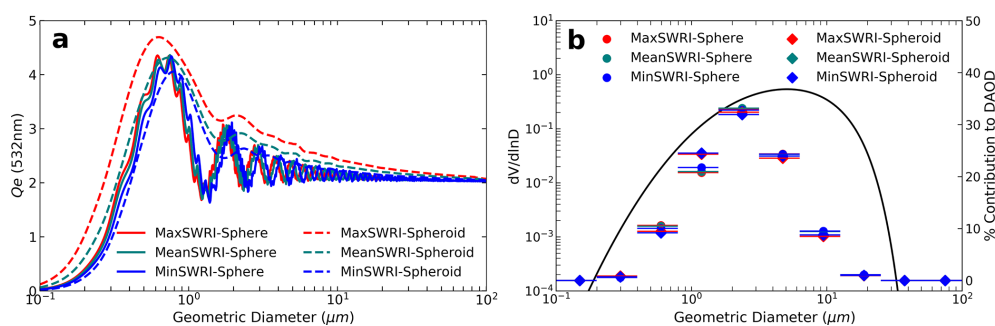 a
Qe (532nm)
5
4
3
2
1
0
MaxSWRI-Sphere
MeanSWRI-Sphere
MinSWRI-Sphere
MaxSWRI-Spheroid
MeanSWRI-Spheroid
MinSWRI-Spheroid
10⁻¹ 10⁰ 10¹ 10²
Geometric Diameter (μm)
b
dV/dlnD
10¹
10⁰
10⁻¹
10⁻²
10⁻³
10⁻⁴
MaxSWRI-Sphere
MeanSWRI-Sphere
MinSWRI-Sphere
MaxSWRI-Spheroid
MeanSWRI-Spheroid
MinSWRI-Spheroid
50
40
30
20
10
0
% Contribution to DAOD
10⁻¹ 10⁰ 10¹ 10²
Geometric Diameter (μm)